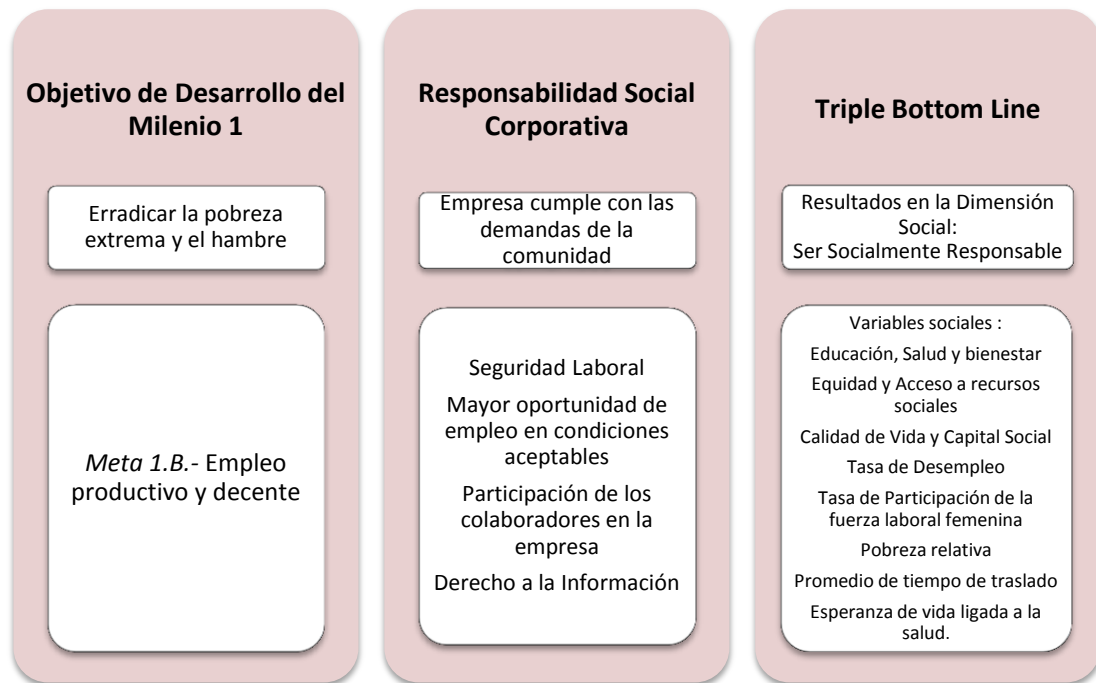 Objetivo de Desarrollo del
Milenio 1
Erradicar la pobreza
extrema y el hambre
Meta 1.B.- Empleo
productivo y decente
Responsabilidad Social
Corporativa
Empresa cumple con las
demandas de la
comunidad
Seguridad Laboral
Mayor oportunidad de
empleo en condiciones
aceptables
Participación de los
colaboradores en la
empresa
Derecho a la Información
Triple Bottom Line
Resultados en la Dimensión
Social:
Ser Socialmente Responsable
Variables sociales :
Educación, Salud y bienestar
Equidad y Acceso a recursos
sociales
Calidad de Vida y Capital Social
Tasa de Desempleo
Tasa de Participación de la
fuerza laboral femenina
Pobreza relativa
Promedio de tiempo de traslado
Esperanza de vida ligada a la
salud.